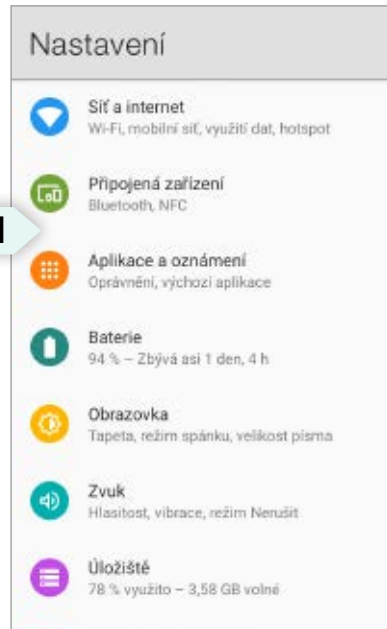 Nastavení
Síť a internet
Wi-Fi, mobilní síť, využití dat, hotspot
Připojená zařízení
Bluetooth, NFC
Aplikace a oznámení
Oprávnění, výchozí aplikace
Baterie
94 % – Zbývá asi 1 den, 4 h
Obrazovka
Tapeta, režim spánku, velikost písma
Zvuk
Hlasitost, vibrace, režim Nerušit
Úložiště
78 % využito – 3,58 GB volné